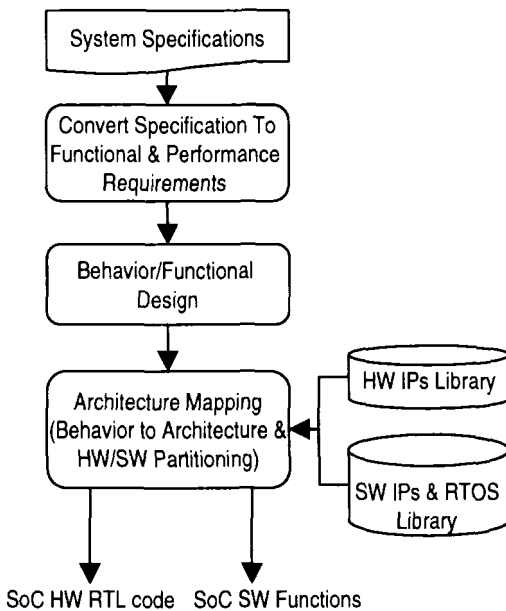 System Specifications
Convert Specification To
Functional & Performance
Requirements
Behavior/Functional
Design
Architecture Mapping
(Behavior to Architecture &
HW/SW Partitioning)
HW IPs Library
SW IPs & RTOS
Library
SoC HW RTL code
SoC SW Functions